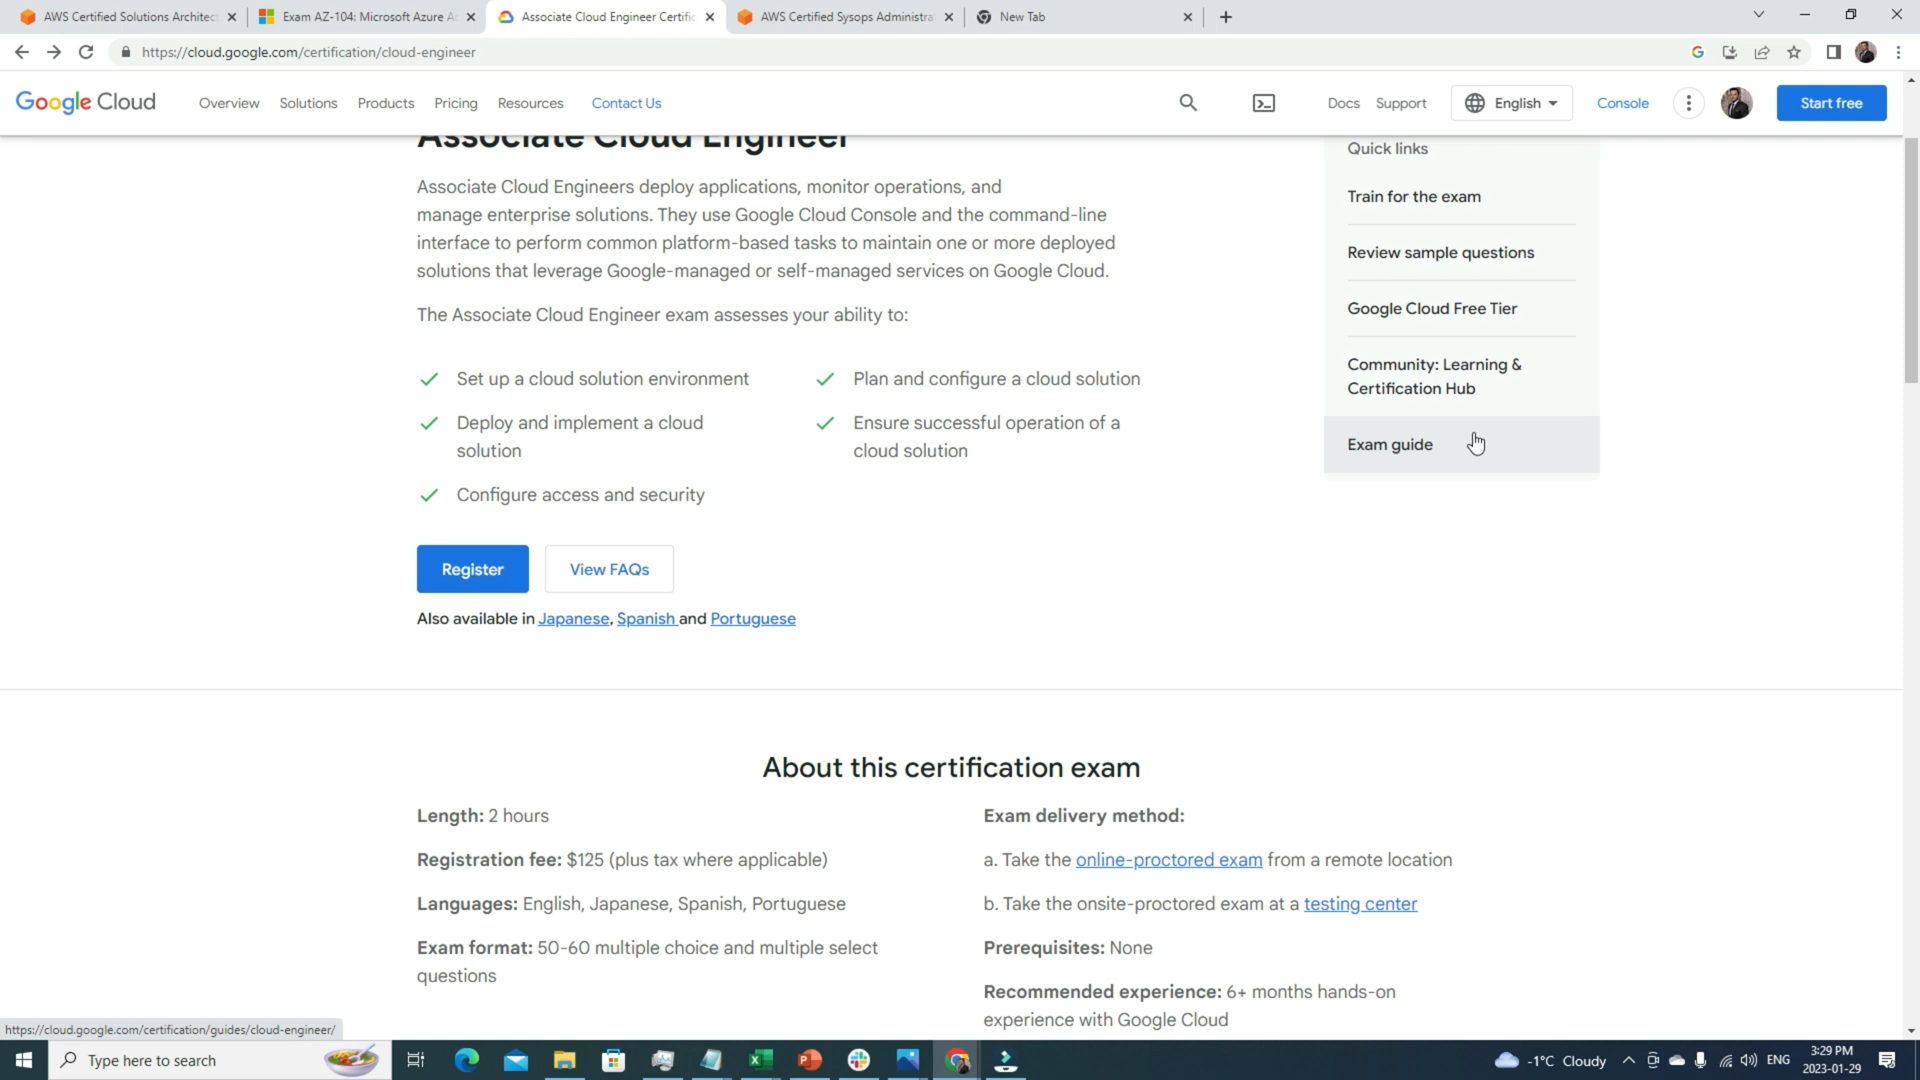 AWS Certified Solutions Architect
Exam AZ-104: Microsoft Azure A
Associate Cloud Engineer Certific
AWS Certified Sysops Administra
New Tab
https://cloud.google.com/certification/cloud-engineer
Google Cloud
Overview
Solutions
Products
Pricing
Resources
Contact Us
Docs
Support
English
Console
Start free
Associate Cloud Engineer
Associate Cloud Engineers deploy applications, monitor operations, and
manage enterprise solutions. They use Google Cloud Console and the command-line
interface to perform common platform-based tasks to maintain one or more deployed
solutions that leverage Google-managed or self-managed services on Google Cloud.
The Associate Cloud Engineer exam assesses your ability to:
Set up a cloud solution environment
Plan and configure a cloud solution
Deploy and implement a cloud
solution
Ensure successful operation of a
cloud solution
Configure access and security
Register
View FAQs
Also available in Japanese, Spanish and Portuguese
Quick links
Train for the exam
Review sample questions
Google Cloud Free Tier
Community: Learning &
Certification Hub
Exam guide
About this certification exam
Length: 2 hours
Registration fee: $125 (plus tax where applicable)
Languages: English, Japanese, Spanish, Portuguese
Exam format: 50-60 multiple choice and multiple select
questions
Exam delivery method:
a. Take the online-proctored exam from a remote location
b. Take the onsite-proctored exam at a testing center
Prerequisites: None
Recommended experience: 6+ months hands-on
experience with Google Cloud
https://cloud.google.com/certification/guides/cloud-engineer/
Type here to search
-1°C Cloudy
ENG
3:29 PM
2023-01-29